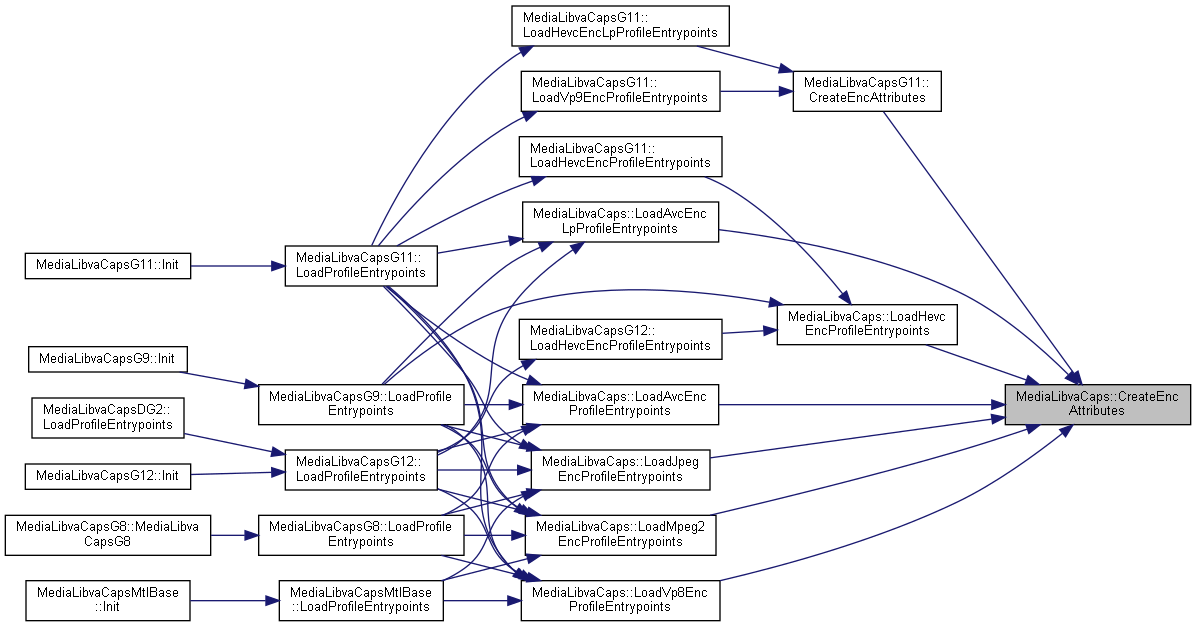 MediaLibvaCapsG11::
LoadHevcEncLpProfileEntrypoints
MediaLibvaCapsG11::
LoadVp9EncProfileEntrypoints
MediaLibvaCapsG11::
CreateEncAttributes
MediaLibvaCapsG11::
LoadHevcEncProfileEntrypoints
MediaLibvaCaps::LoadAvcEnc
LpProfileEntrypoints
MediaLibvaCapsG11::Init
MediaLibvaCapsG11::
LoadProfileEntrypoints
MediaLibvaCaps::LoadHevc
EncProfileEntrypoints
MediaLibvaCapsG12::
LoadHevcEncProfileEntrypoints
MediaLibvaCapsG9::Init
MediaLibvaCapsG9::LoadProfile
Entrypoints
MediaLibvaCaps::LoadAvcEnc
ProfileEntrypoints
MediaLibvaCaps::CreateEnc
Attributes
MediaLibvaCapsDG2::
LoadProfileEntrypoints
MediaLibvaCapsG12::Init
MediaLibvaCapsG12::
LoadProfileEntrypoints
MediaLibvaCaps::LoadJpeg
EncProfileEntrypoints
MediaLibvaCapsG8::MediaLibva
CapsG8
MediaLibvaCapsG8::LoadProfile
Entrypoints
MediaLibvaCaps::LoadMpeg2
EncProfileEntrypoints
MediaLibvaCapsMtlBase
::Init
MediaLibvaCapsMtlBase
::LoadProfileEntrypoints
MediaLibvaCaps::LoadVp8Enc
ProfileEntrypoints